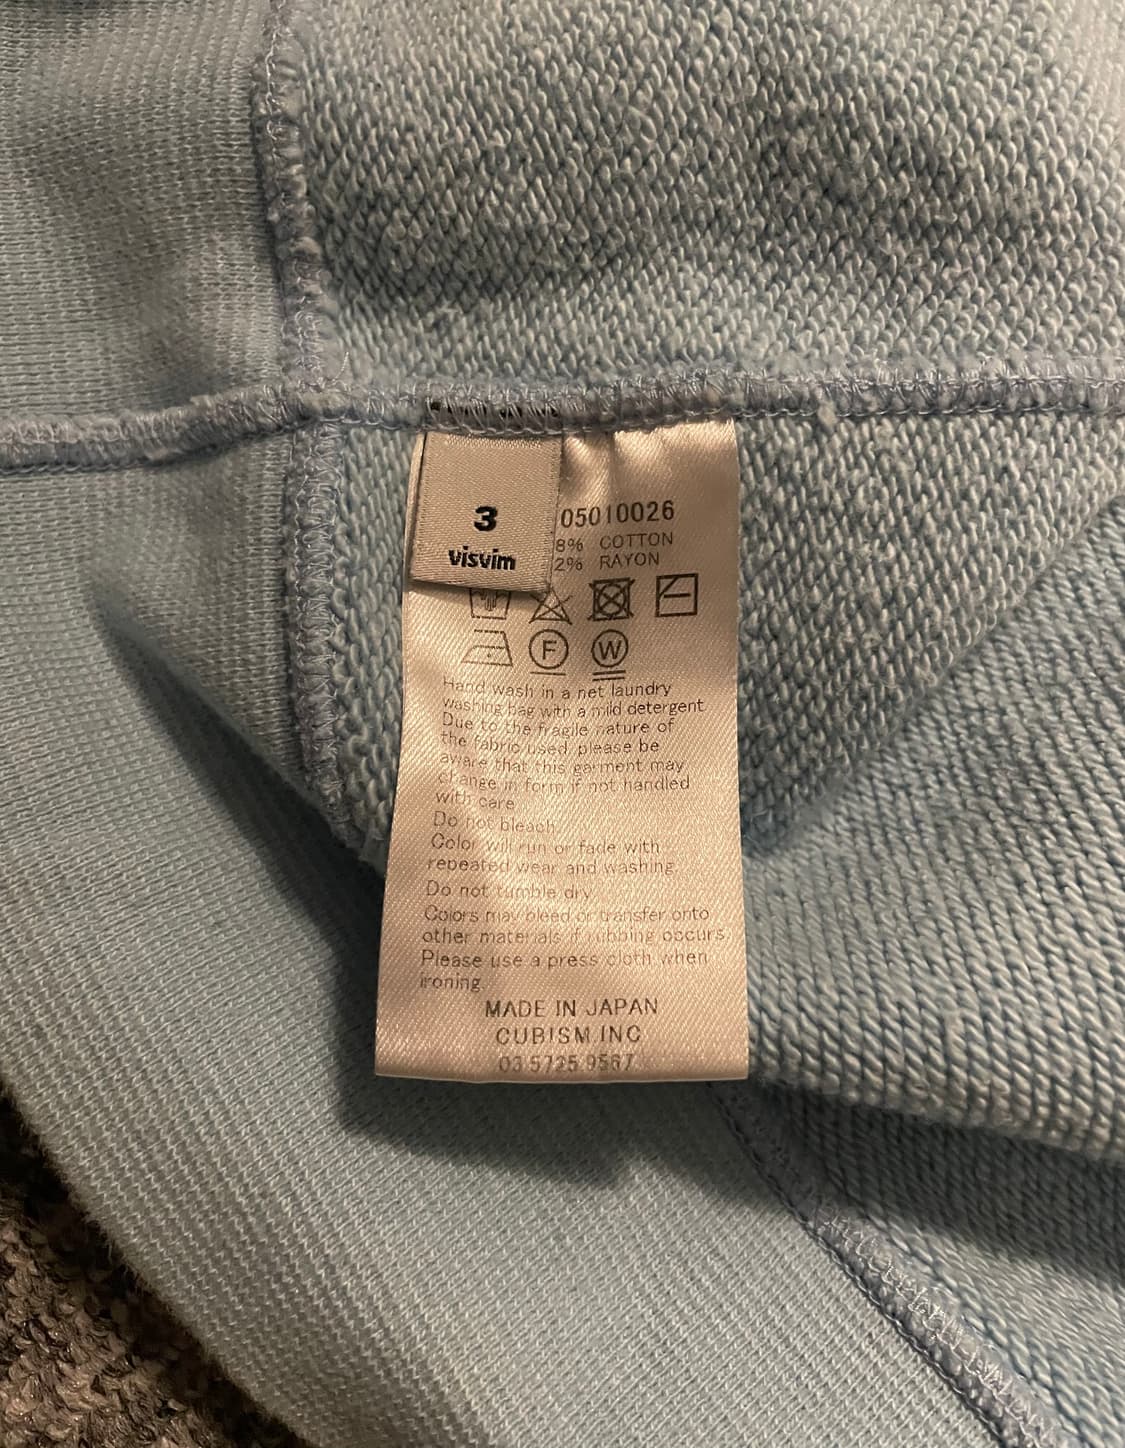 3
visvim
05010026
8% COTTON
2% RAYON
F
W
Hand wash in a net laundry
washing bag with a mild detergent
Due to the fragile nature of
the fabric used, please be
aware that this garment may
change in form if not handled
with care
Do not bleach.
Color will run or fade with
repeated wear and washing.
Do not tumble dry
Colors may bleed or transfer onto
other materials if rubbing occurs.
Please use a press cloth when
ironing.
MADE IN JAPAN
CUBISM.INC
03.5725.9567